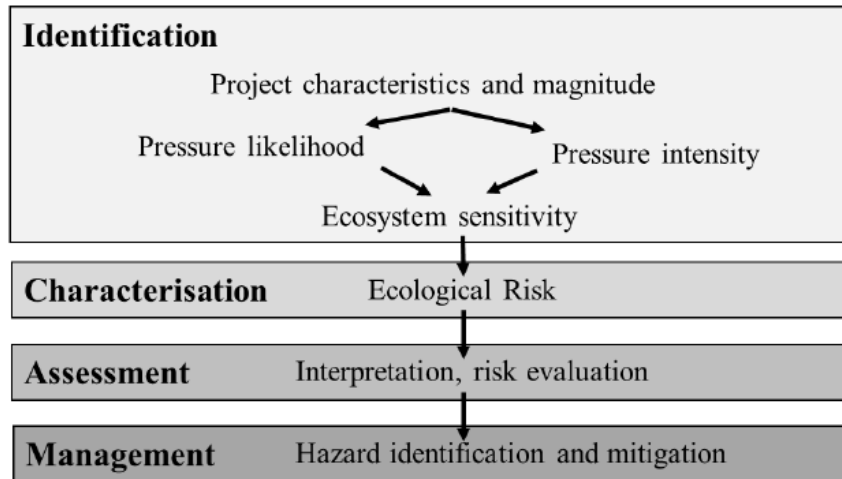 Identification
Project characteristics and magnitude
Pressure likelihood
Pressure intensity
Ecosystem sensitivity
Characterisation Ecological Risk
Assessment Interpretation, risk evaluation
Management Hazard identification and mitigation